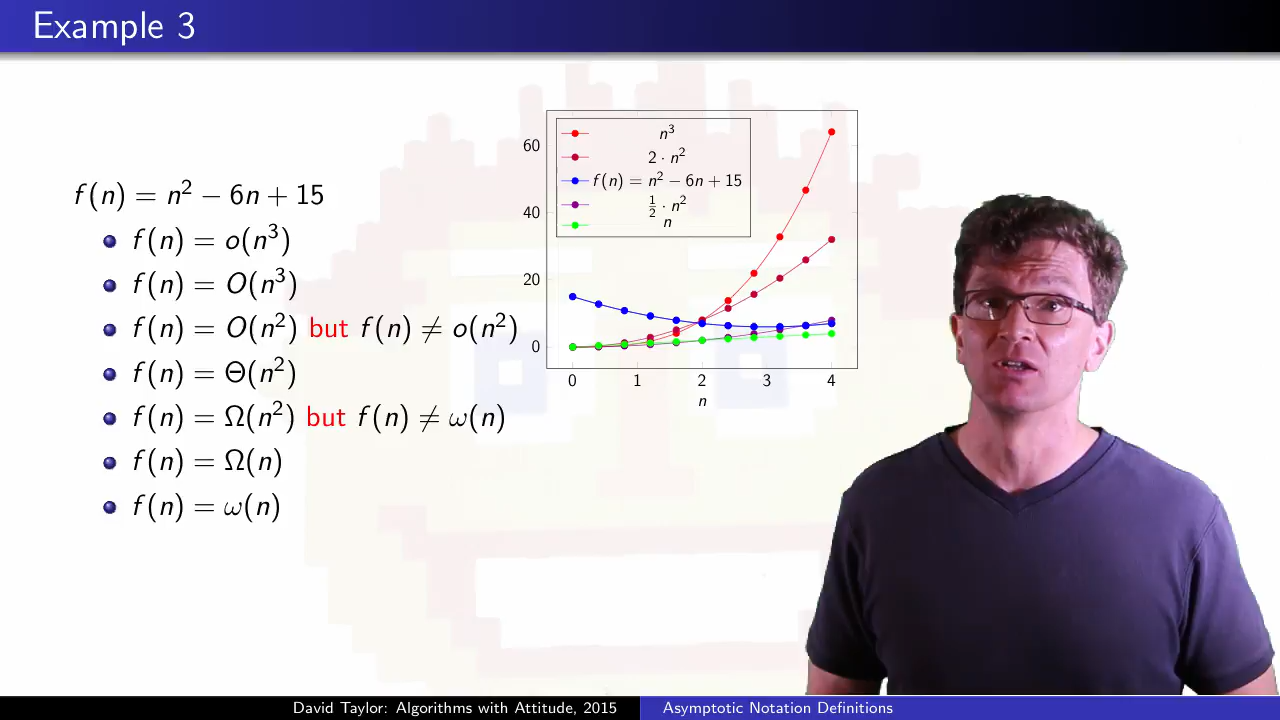 Example 3
f(n) = n² − 6n + 15
f(n) = o(n³)
f(n) = O(n³)
f(n) = O(n²) but f(n) ≠ o(n²)
f(n) = Θ(n²)
f(n) = Ω(n²) but f(n) ≠ ω(n)
f(n) = Ω(n)
f(n) = ω(n)
n³
2 · n²
f(n) = n² − 6n + 15
½ · n²
n
60
40
20
0
0 1 2 3 4
n
David Taylor: Algorithms with Attitude, 2015
Asymptotic Notation Definitions